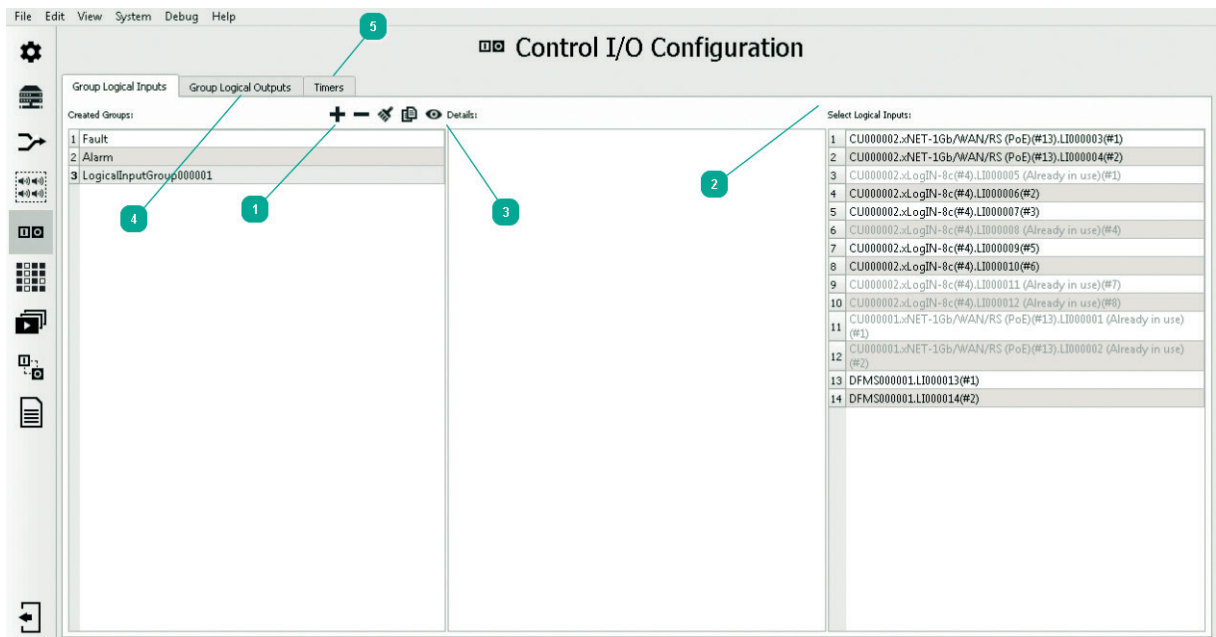 File Edit View System Debug Help
5
Control I/O Configuration
Group Logical Inputs Group Logical Outputs Timers
Created Groups:
Details:
Select Logical Inputs:
1 Fault
2 Alarm
3 LogicalInputGroup000001
4
1
3
2
1 CU000002.xNET-1Gb/WAN/RS (PoE)(#13).LI000003(#1)
2 CU000002.xNET-1Gb/WAN/RS (PoE)(#13).LI000004(#2)
3 CU000002.xLogIN-8c(#4).LI000005 (Already in use)(#1)
4 CU000002.xLogIN-8c(#4).LI000006(#2)
5 CU000002.xLogIN-8c(#4).LI000007(#3)
6 CU000002.xLogIN-8c(#4).LI000008 (Already in use)(#4)
7 CU000002.xLogIN-8c(#4).LI000009(#5)
8 CU000002.xLogIN-8c(#4).LI000010(#6)
9 CU000002.xLogIN-8c(#4).LI000011 (Already in use)(#7)
10 CU000002.xLogIN-8c(#4).LI000012 (Already in use)(#8)
11 CU000001.xNET-1Gb/WAN/RS (PoE)(#13).LI000001 (Already in use)
(#1)
12 CU000001.xNET-1Gb/WAN/RS (PoE)(#13).LI000002 (Already in use)
(#2)
13 DFMS000001.LI000013(#1)
14 DFMS000001.LI000014(#2)